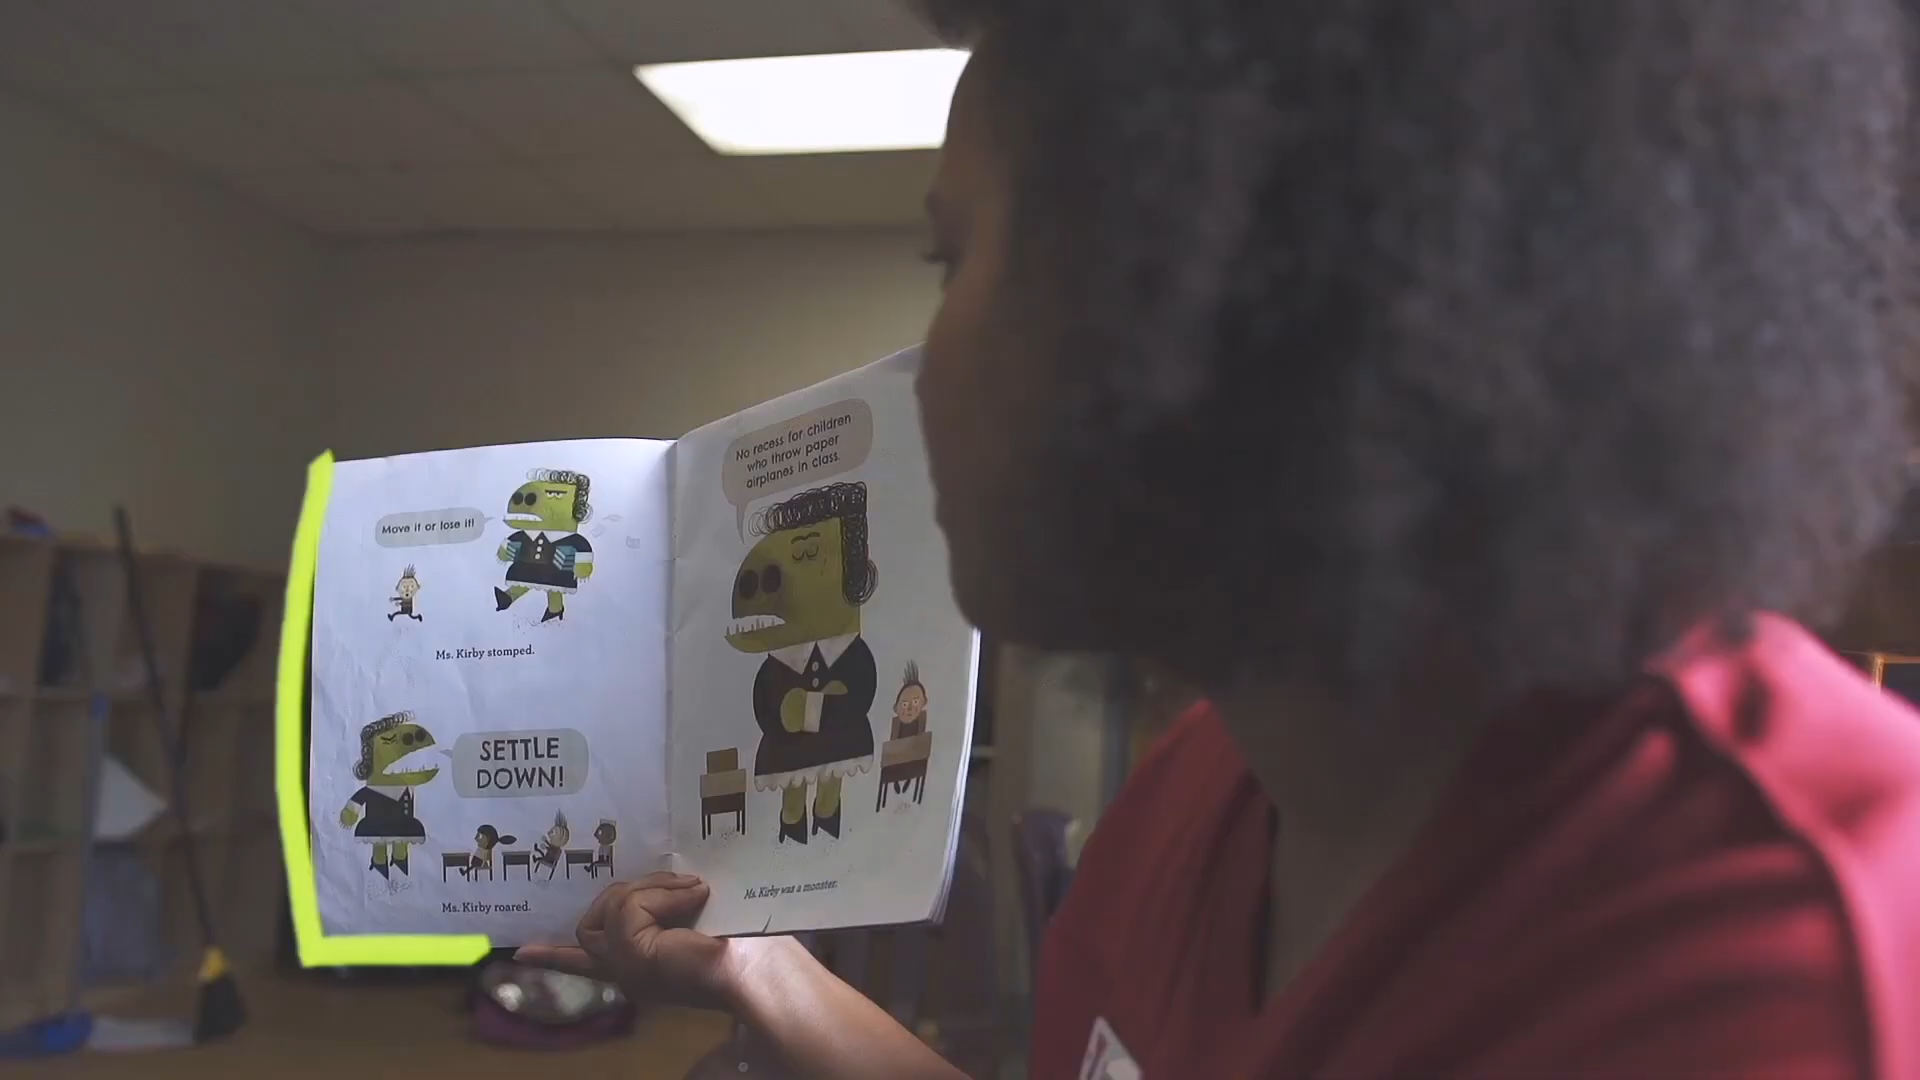 Move it or lose it!
Ms. Kirby stomped.
SETTLE
DOWN!
Ms. Kirby roared.
No recess for children
who throw paper
airplanes in class.
Ms. Kirby was a monster.